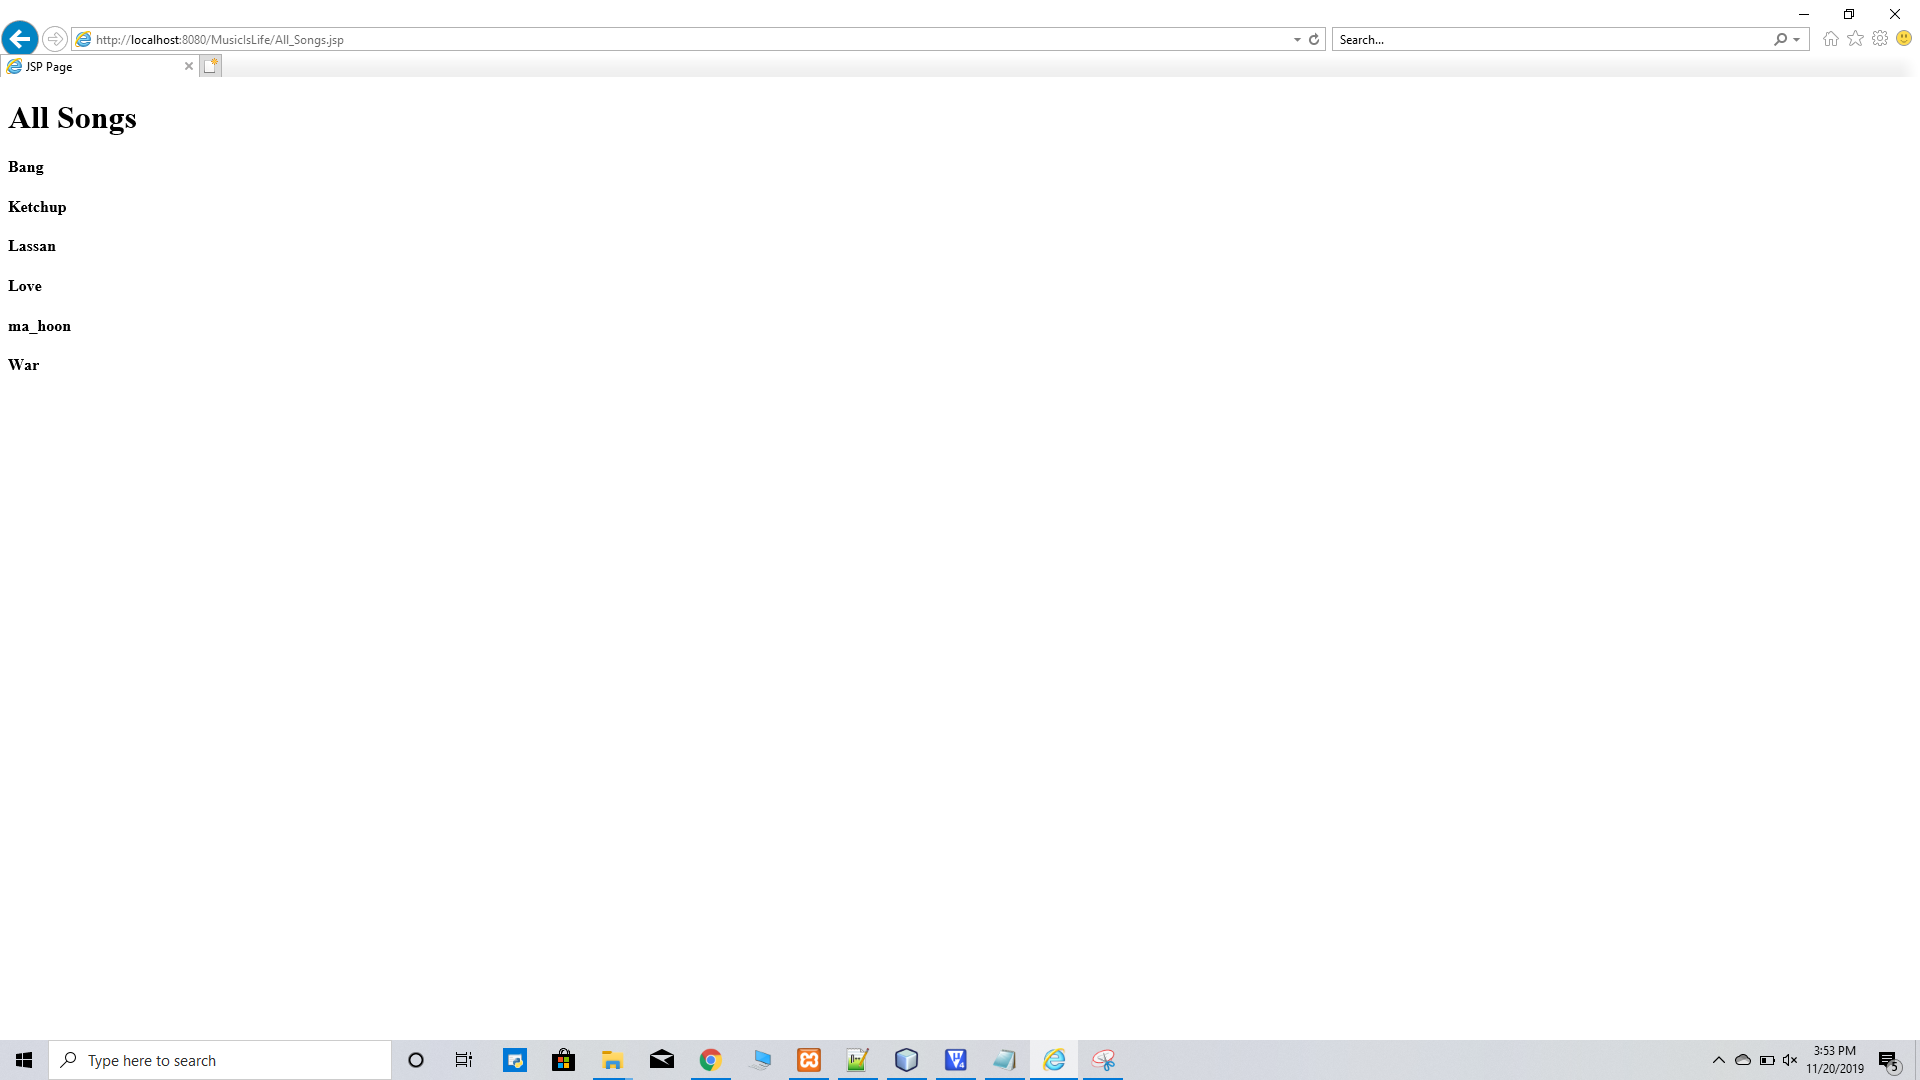 http://localhost:8080/MusicIsLife/All_Songs.jsp
Search...
JSP Page
All Songs
Bang
Ketchup
Lassan
Love
ma_hoon
War
Type here to search
3:53 PM
11/20/2019
5